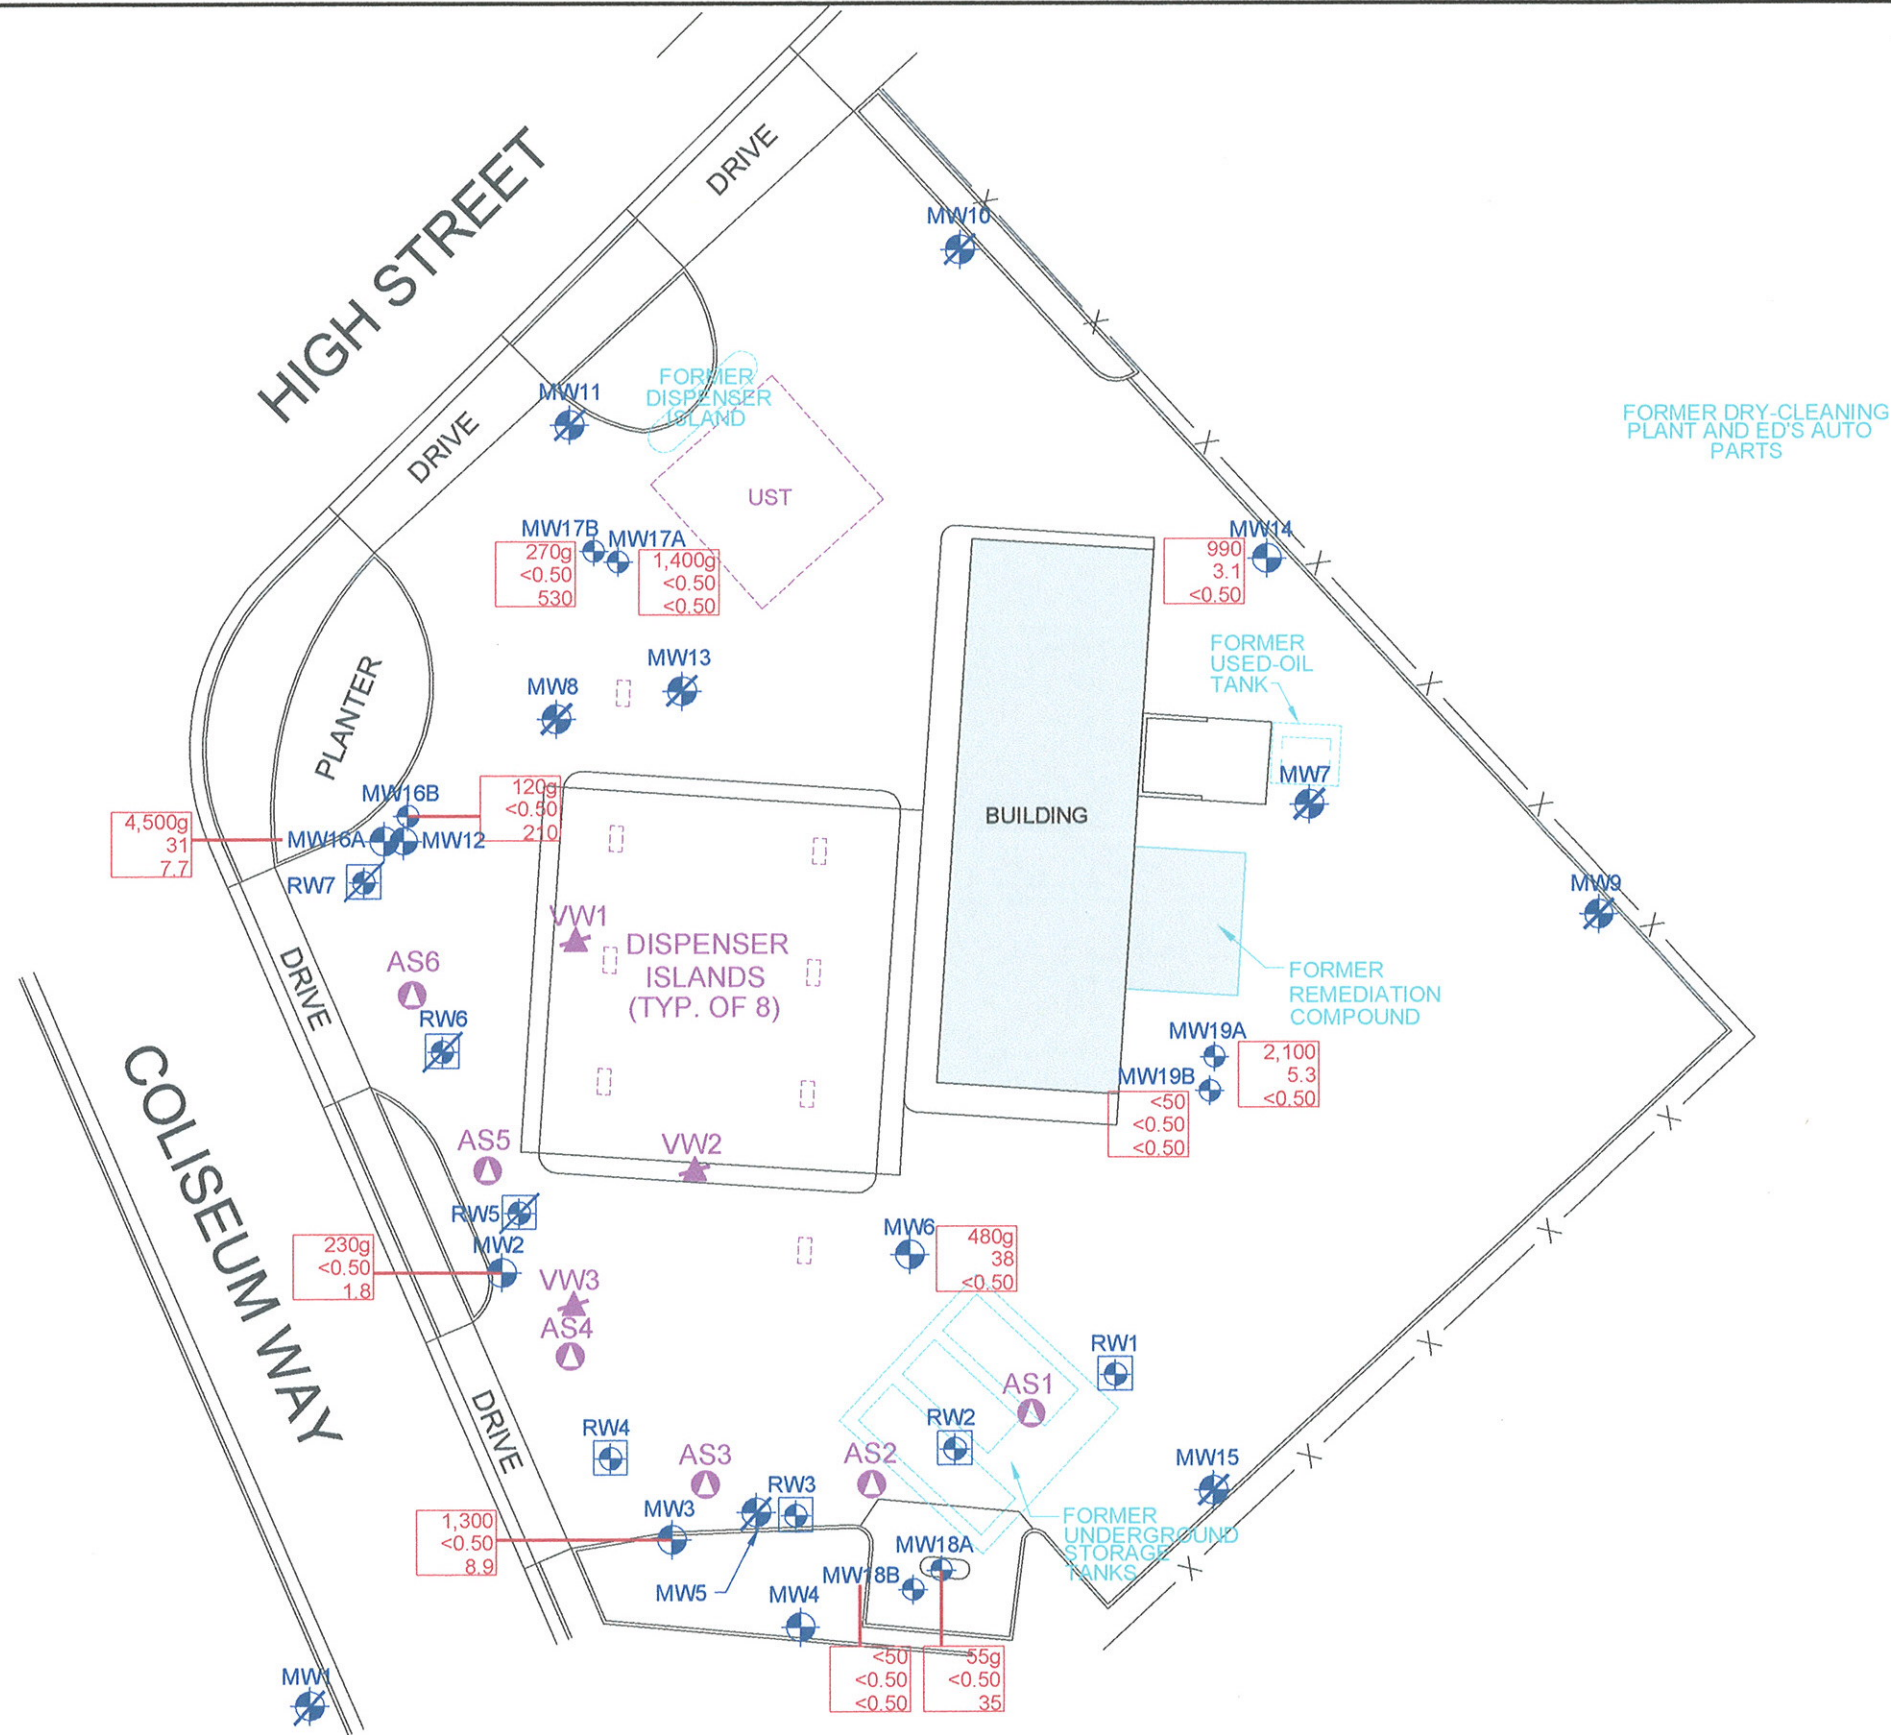 DRIVE
MW10
HIGH STREET
FORMER
DISPENSER
ISLAND
MW11
DRIVE
FORMER DRY-CLEANING
PLANT AND ED'S AUTO
PARTS
UST
MW17B
MW17A
270g
<0.50
530
1,400g
<0.50
<0.50
MW14
990
3.1
<0.50
FORMER
USED-OIL
TANK
MW13
MW8
PLANTER
MW7
MW16B
120g
<0.50
210
BUILDING
4,500g
31
7.7
MW16A
MW12
RW7
MW9
VW1
DISPENSER
ISLANDS
(TYP. OF 8)
AS6
DRIVE
FORMER
REMEDIATION
COMPOUND
RW6
MW19A
2,100
5.3
<0.50
MW19B
<50
<0.50
<0.50
COLISEUM WAY
AS5
VW2
RW5
MW2
230g
<0.50
1.8
MW6
480g
38
<0.50
VW3
AS4
RW1
AS1
DRIVE
RW4
RW2
AS3
AS2
MW15
RW3
MW3
1,300
<0.50
8.9
FORMER
UNDERGROUND
STORAGE
TANKS
MW18A
MW18B
MW5
MW4
<50
<0.50
<0.50
55g
<0.50
35
MW1
X
X
X
X
X
X
X
X
X
X
X
X
X